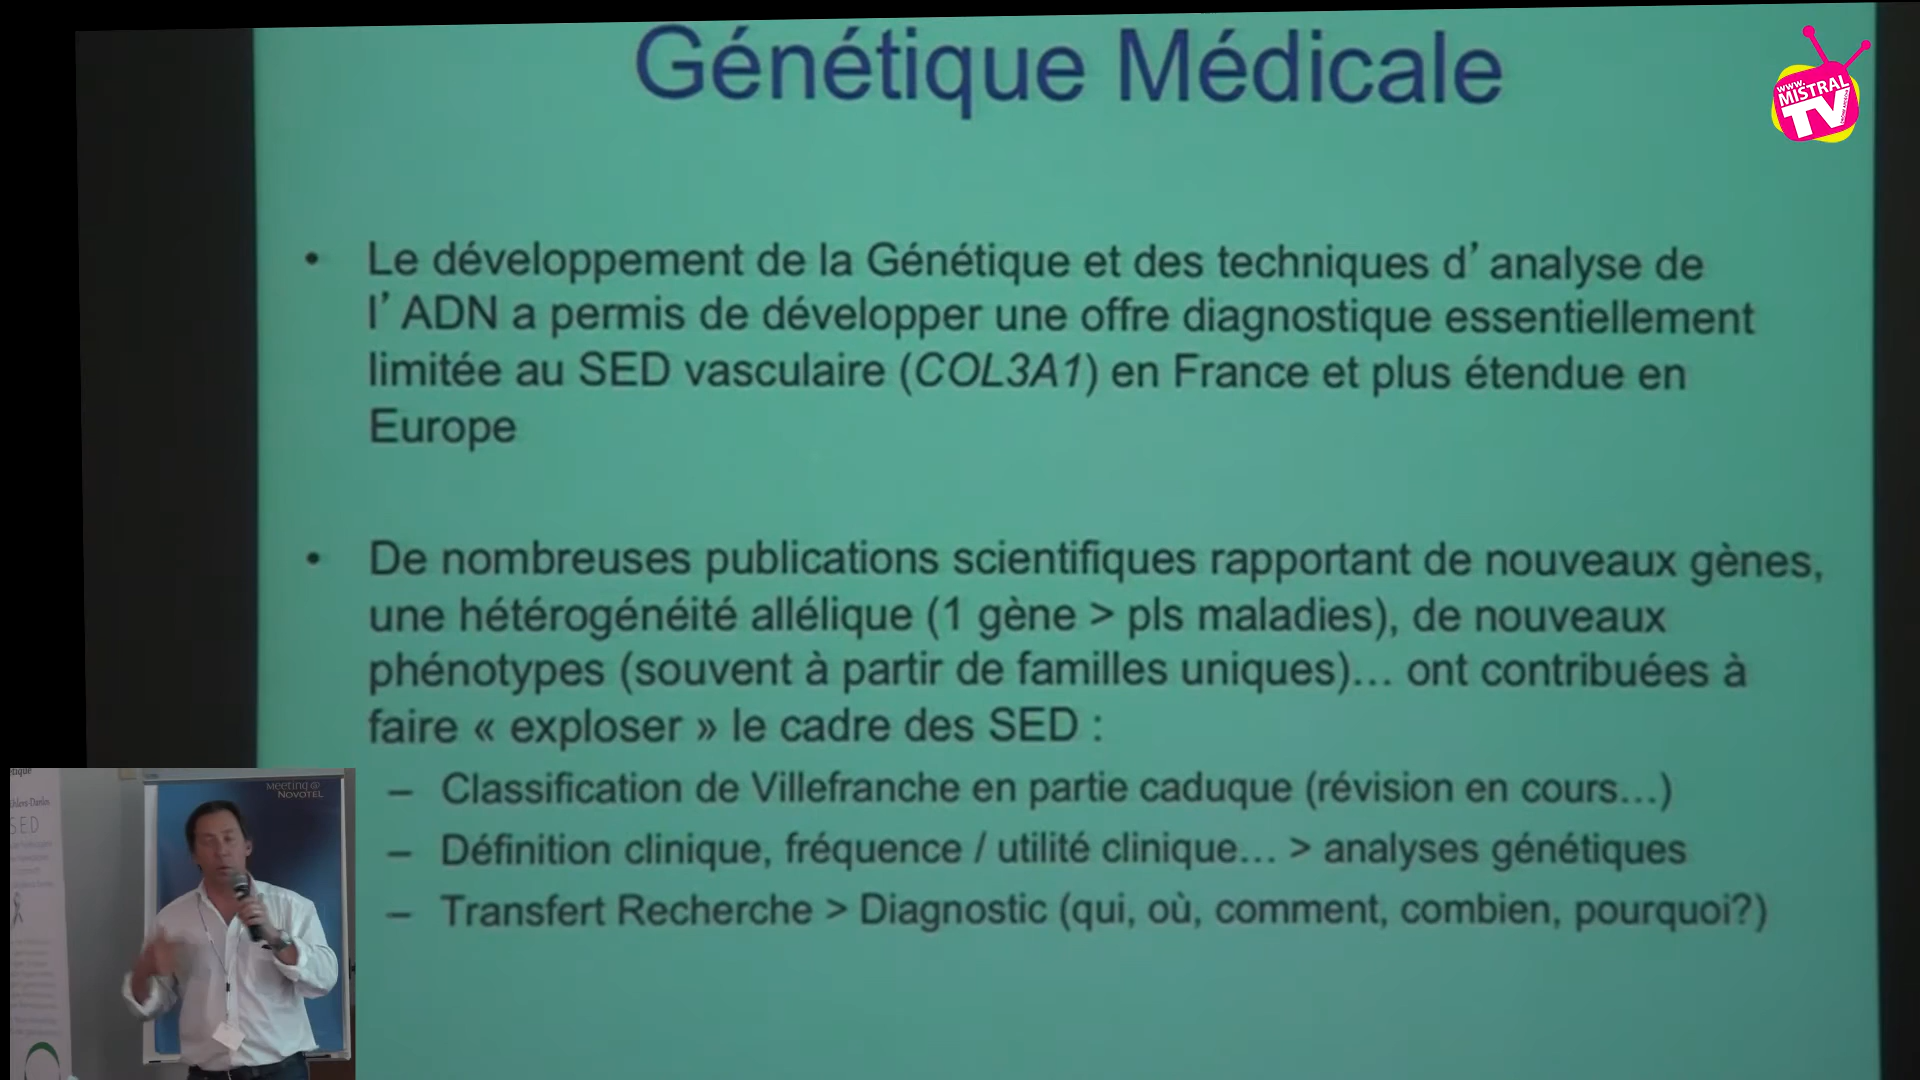 Génétique Médicale
www.
MISTRAL
TV
• Le développement de la Génétique et des techniques d’analyse de
l’ADN a permis de développer une offre diagnostique essentiellement
limitée au SED vasculaire (COL3A1) en France et plus étendue en
Europe
• De nombreuses publications scientifiques rapportant de nouveaux gènes,
une hétérogénéité allélique (1 gène > pls maladies), de nouveaux
phénotypes (souvent à partir de familles uniques)... ont contribuées à
faire « exploser » le cadre des SED :
– Classification de Villefranche en partie caduque (révision en cours...)
– Définition clinique, fréquence / utilité clinique... > analyses génétiques
– Transfert Recherche > Diagnostic (qui, où, comment, combien, pourquoi?)
Meeting @
NOVOTEL
SED